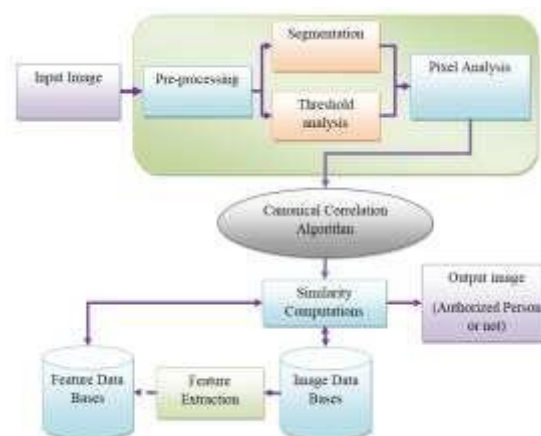 Segmentation
Input Image
Pre-processing
Pixel Analysis
Threshold
analysis
Canonical Correlation
Algorithm
Similarity
Computations
Output image
(Authorized Person
or not)
Feature Data
Bases
Feature
Extraction
Image Data
Bases